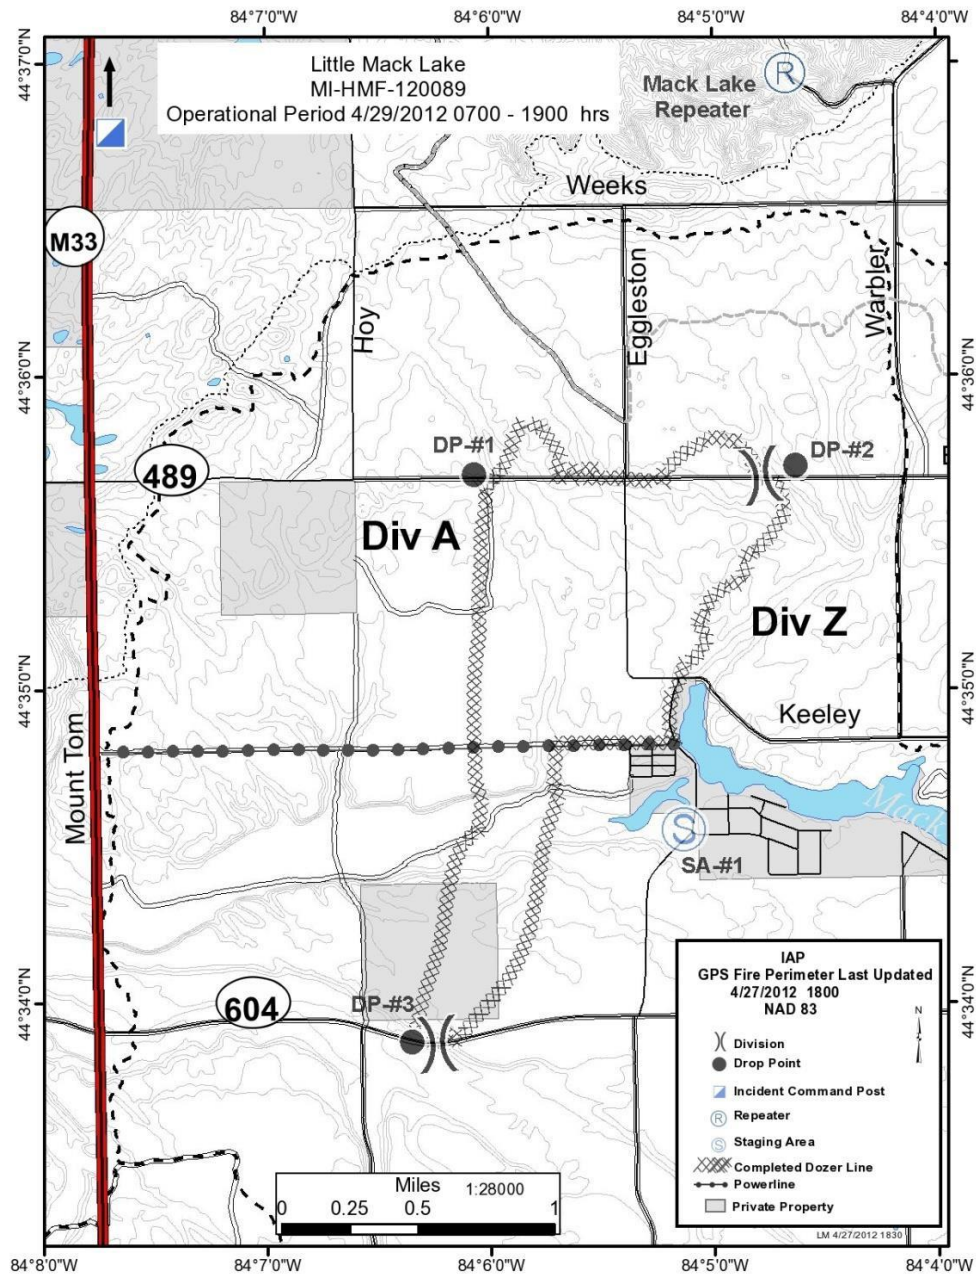 84°7'0"W
84°6'0"W
84°5'0"W
84°4'0"W
44°37'0"N
44°37'0"N
Little Mack Lake
MI-HMF-120089
Operational Period 4/29/2012 0700 - 1900 hrs
R
Mack Lake
Repeater
Weeks
M33
Hoy
Eggleston
Warbler
44°36'0"N
44°36'0"N
DP-#1
DP-#2
489
Div A
Div Z
44°35'0"N
44°35'0"N
Keeley
Mount Tom
Mack
S
SA-#1
DP-#3
604
44°34'0"N
44°34'0"N
IAP
GPS Fire Perimeter Last Updated
4/27/2012 1800
NAD 83
N
Division
Drop Point
Incident Command Post
R Repeater
S Staging Area
Completed Dozer Line
Powerline
Private Property
Miles 1:28000
0 0.25 0.5 1
LM 4/27/2012 1830
84°8'0"W
84°7'0"W
84°6'0"W
84°5'0"W
84°4'0"W